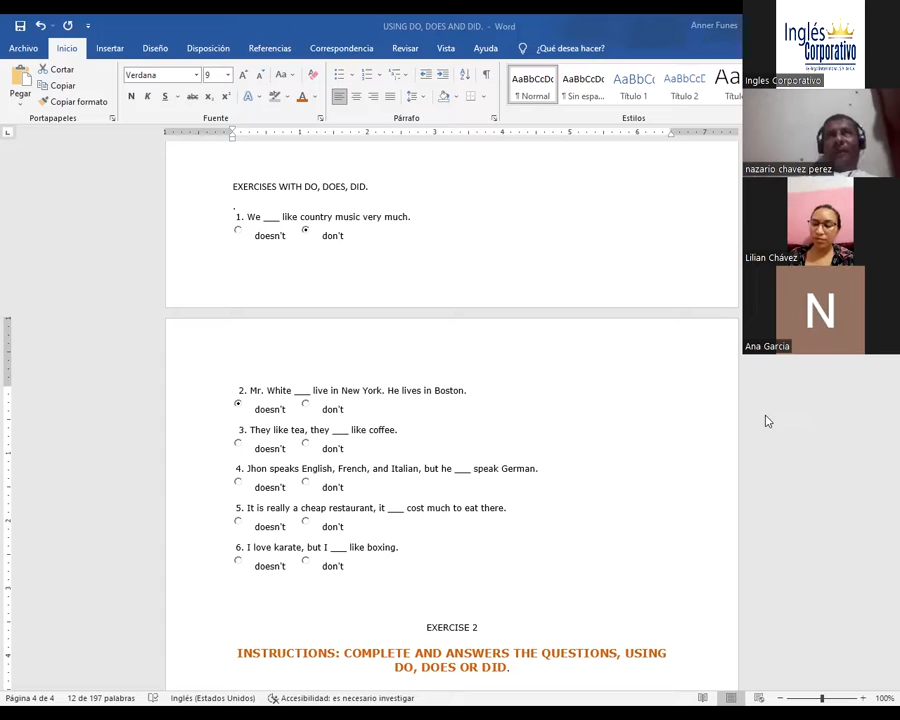 USING DO, DOES AND DID. - Word
Anner Funes
Archivo Inicio Insertar Diseño Disposición Referencias Correspondencia Revisar Vista Ayuda ¿Qué desea hacer?
Pegar
Cortar
Copiar
Copiar formato
Portapapeles
Verdana 9
N K S abc
Fuente
Párrafo
AaBbCcDc AaBbCcDc AaBbCc AaBbCcD
¶ Normal ¶ Sin espa... Título 1 Título 2 Título
Estilos
EXERCISES WITH DO, DOES, DID.
.
1. We ___ like country music very much.
doesn't don't
2. Mr. White ___ live in New York. He lives in Boston.
doesn't don't
3. They like tea, they ___ like coffee.
doesn't don't
4. Jhon speaks English, French, and Italian, but he ___ speak German.
doesn't don't
5. It is really a cheap restaurant, it ___ cost much to eat there.
doesn't don't
6. I love karate, but I ___ like boxing.
doesn't don't
EXERCISE 2
INSTRUCTIONS: COMPLETE AND ANSWERS THE QUESTIONS, USING
DO, DOES OR DID.
Página 4 de 4 12 de 197 palabras Inglés (Estados Unidos) Accesibilidad: es necesario investigar 100%
Inglés
Corporativo
Ingles Corporativo
nazario chavez perez
Lilian Chávez
N
Ana Garcia